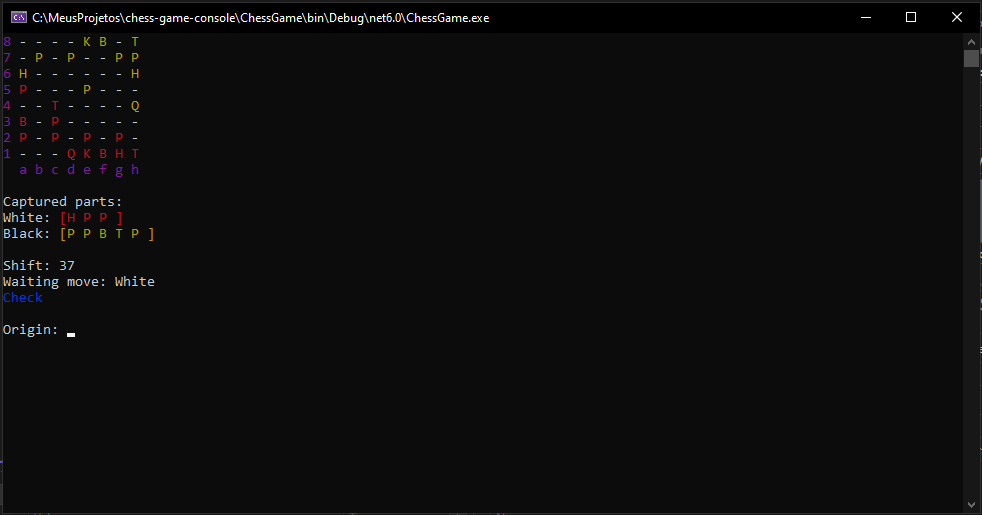 C:\MeusProjetos\chess-game-console\ChessGame\bin\Debug\net6.0\ChessGame.exe
8 - - - - K B - T
7 - P - P - - P P
6 H - - - - - - H
5 P - - - P - - -
4 - - T - - - - Q
3 B - P - - - - -
2 P - P - P - P -
1 - - - Q K B H T
a b c d e f g h
Captured parts:
White: [H P P ]
Black: [P P B T P ]
Shift: 37
Waiting move: White
Check
Origin: